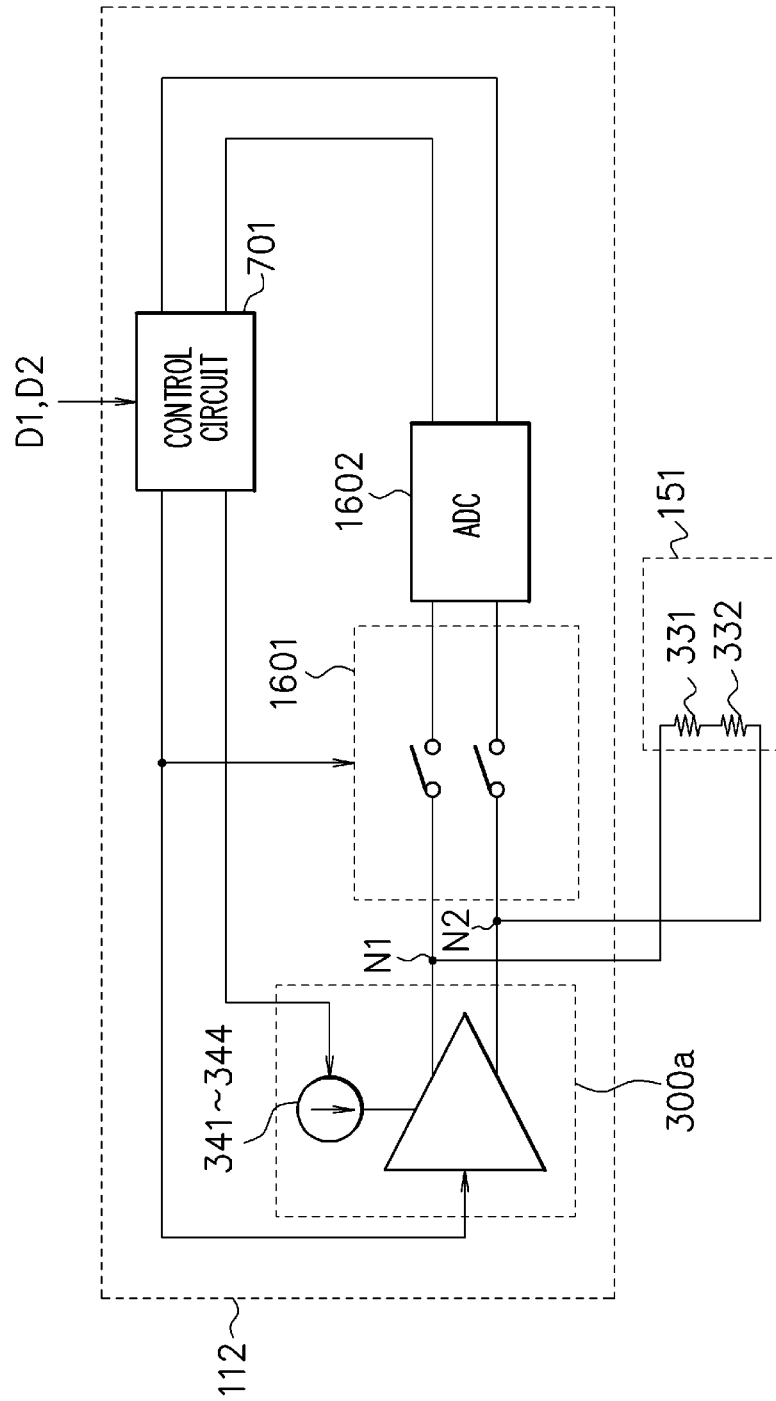 D1,D2
CONTROL
CIRCUIT
701
1602
ADC
1601
151
331
332
N1
N2
341~344
300a
112